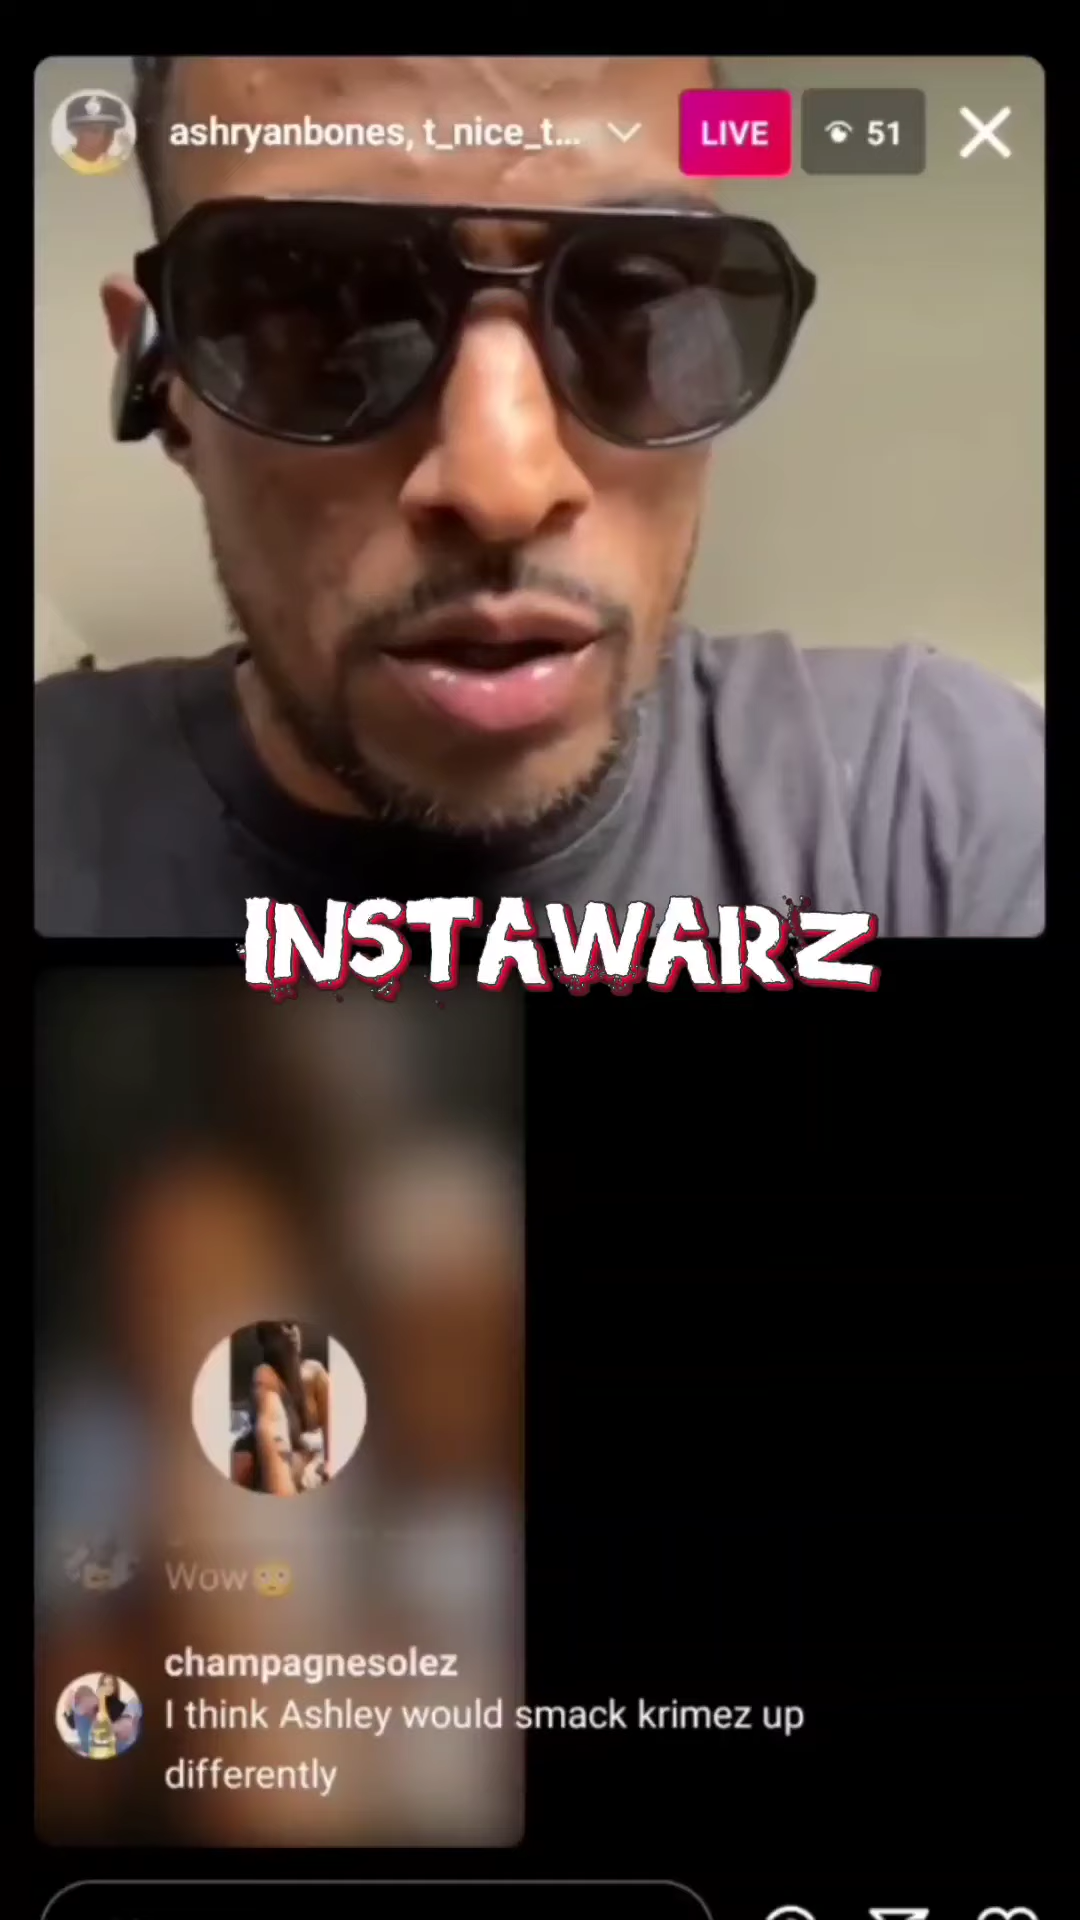 ashryanbones, t_nice_t...
LIVE
51
INSTAWARZ
Wow😳
champagnesolez
I think Ashley would smack krimez up
differently